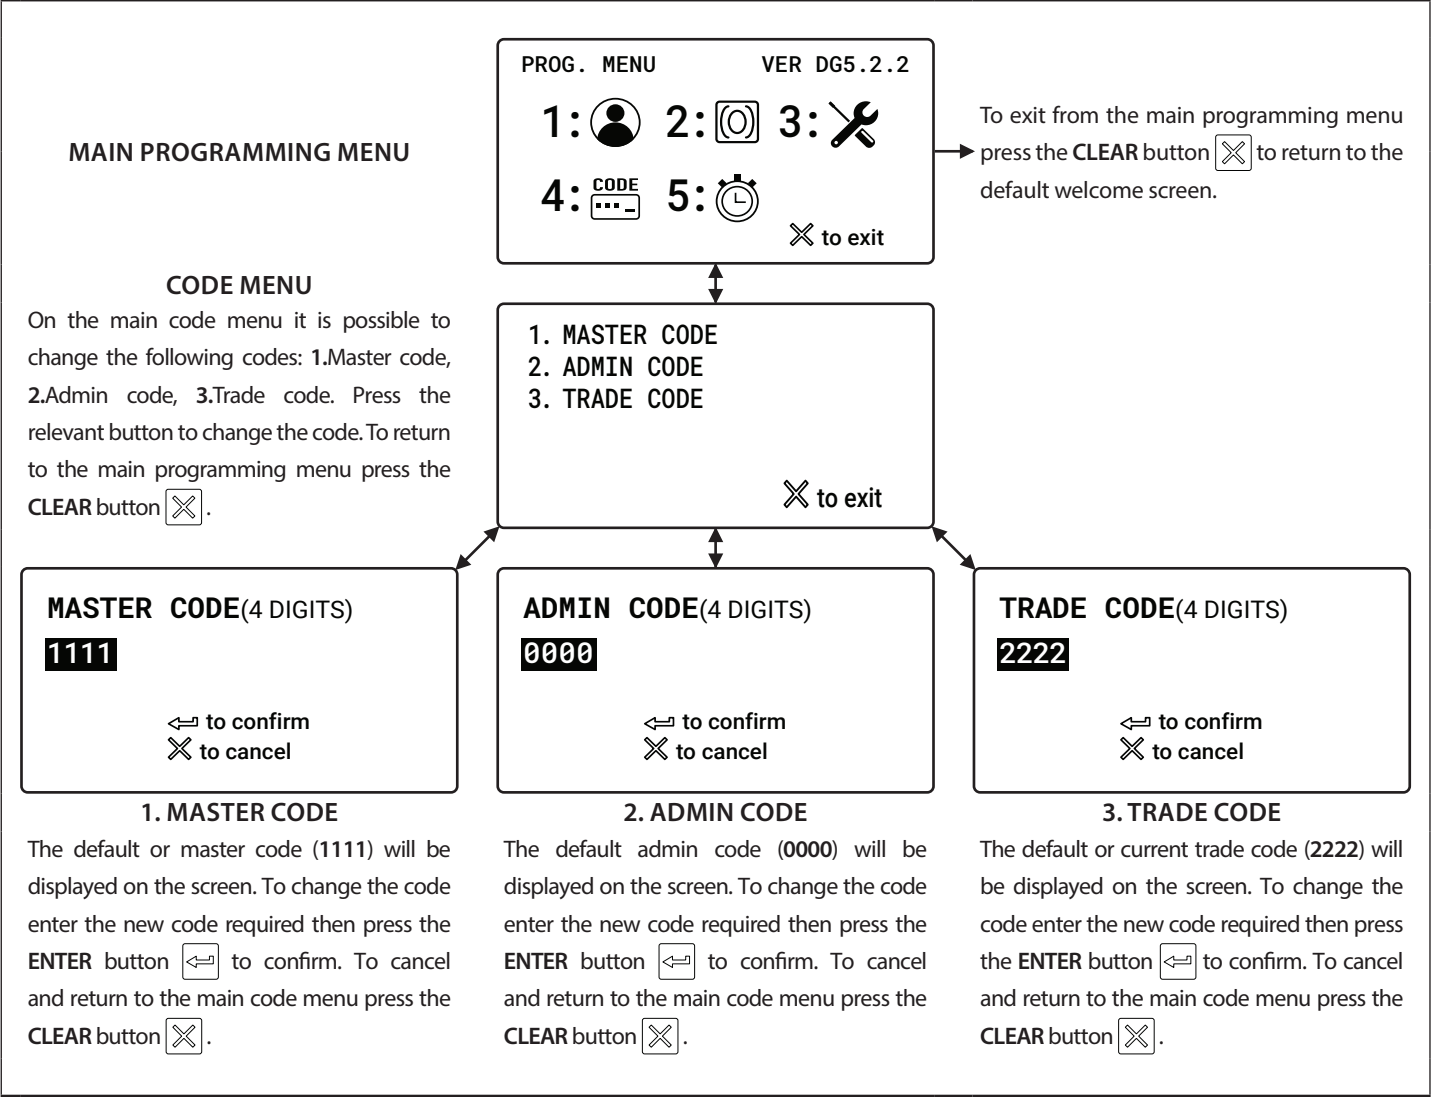 PROG. MENU VER DG5.2.2
1: 2: 3:
4: CODE 5:
to exit
MAIN PROGRAMMING MENU
To exit from the main programming menu
press the CLEAR button to return to the
default welcome screen.
CODE MENU
On the main code menu it is possible to
change the following codes: 1.Master code,
2.Admin code, 3.Trade code. Press the
relevant button to change the code. To return
to the main programming menu press the
CLEAR button .
1. MASTER CODE
2. ADMIN CODE
3. TRADE CODE
to exit
MASTER CODE(4 DIGITS)
1111
to confirm
to cancel
ADMIN CODE(4 DIGITS)
0000
to confirm
to cancel
TRADE CODE(4 DIGITS)
2222
to confirm
to cancel
1. MASTER CODE
The default or master code (1111) will be
displayed on the screen. To change the code
enter the new code required then press the
ENTER button to confirm. To cancel
and return to the main code menu press the
CLEAR button .
2. ADMIN CODE
The default admin code (0000) will be
displayed on the screen. To change the code
enter the new code required then press the
ENTER button to confirm. To cancel
and return to the main code menu press the
CLEAR button .
3. TRADE CODE
The default or current trade code (2222) will
be displayed on the screen. To change the
code enter the new code required then press
the ENTER button to confirm. To cancel
and return to the main code menu press the
CLEAR button .